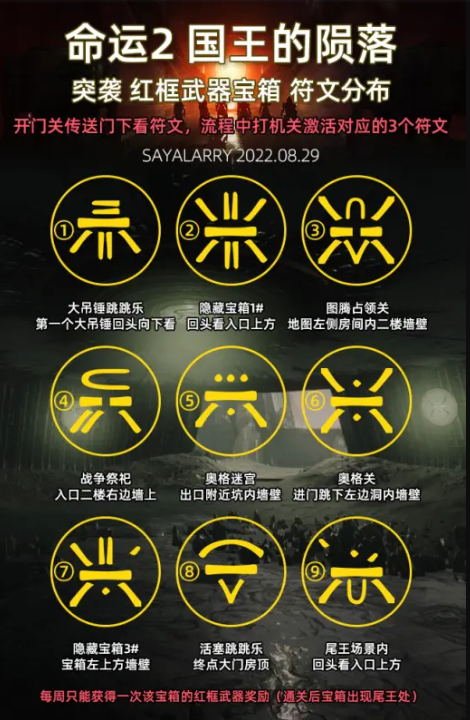 命运2 国王的陨落
突袭 红框武器宝箱 符文分布
开门关传送门下看符文，流程中打机关激活对应的3个符文
SAYALARRY 2022.08.29
①
大吊锤跳跳乐
第一个大吊锤回头向下看
②
隐藏宝箱1#
回头看入口上方
③
图腾占领关
地图左侧房间内二楼墙壁
④
战争祭祀
入口二楼右边墙上
⑤
奥格迷宫
出口附近坑内墙壁
⑥
奥格关
进门跳下左边洞内墙壁
⑦
隐藏宝箱3#
宝箱左上方墙壁
⑧
活塞跳跳乐
终点大门房顶
⑨
尾王场景内
回头看入口上方
每周只能获得一次该宝箱的红框武器奖励（通关后宝箱出现尾王处）